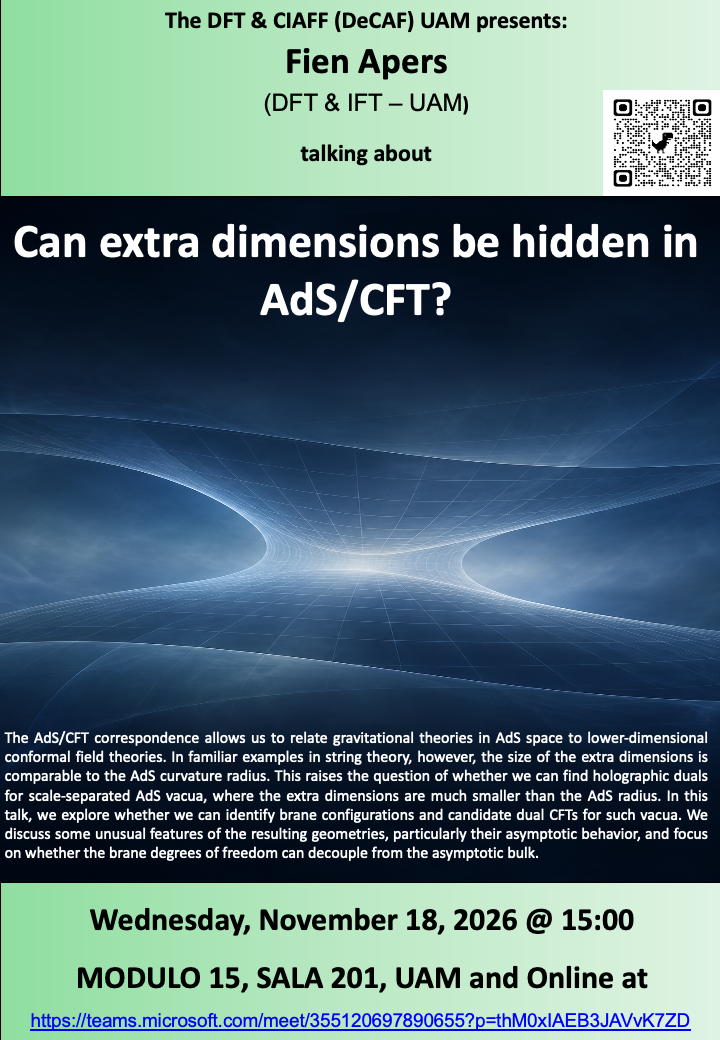 The DFT & CIAFF (DeCAF) UAM presents:
Fien Apers
(DFT & IFT – UAM)
talking about
Can extra dimensions be hidden in
AdS/CFT?
The AdS/CFT correspondence allows us to relate gravitational theories in AdS space to lower-dimensional
conformal field theories. In familiar examples in string theory, however, the size of the extra dimensions is
comparable to the AdS curvature radius. This raises the question of whether we can find holographic duals
for scale-separated AdS vacua, where the extra dimensions are much smaller than the AdS radius. In this
talk, we explore whether we can identify brane configurations and candidate dual CFTs for such vacua. We
discuss some unusual features of the resulting geometries, particularly their asymptotic behavior, and focus
on whether the brane degrees of freedom can decouple from the asymptotic bulk.
Wednesday, November 18, 2026 @ 15:00
MODULO 15, SALA 201, UAM and Online at
https://teams.microsoft.com/meet/355120697890655?p=thM0xIAEB3JAVvK7ZD